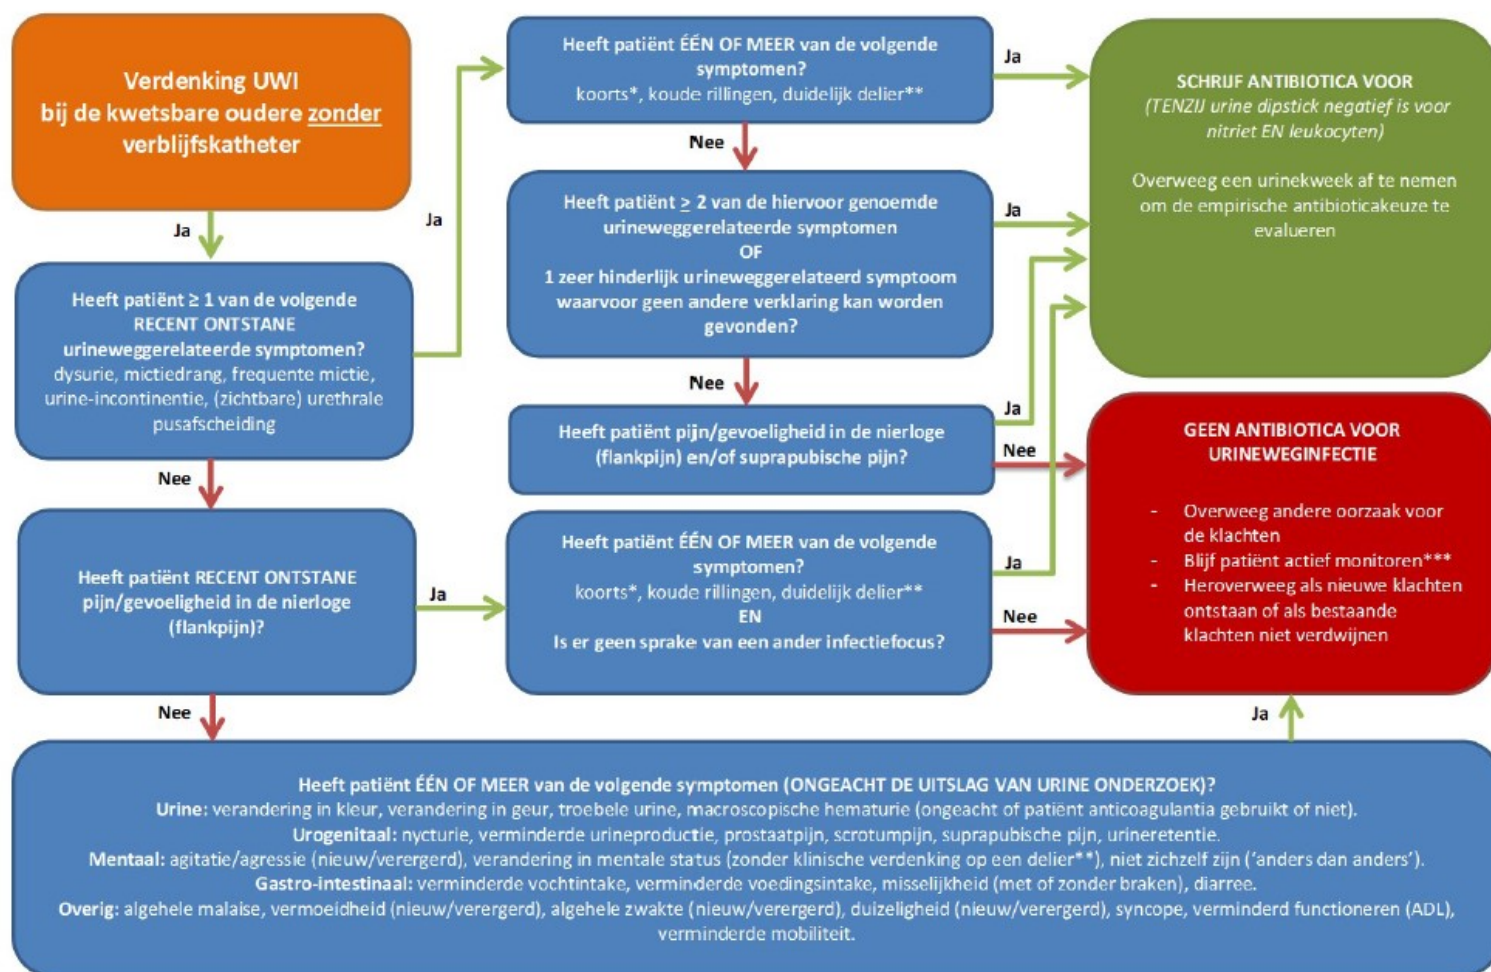 Verdenking UWI
bij de kwetsbare oudere zonder
verblijfskatheter
Ja
Heeft patiënt ≥ 1 van de volgende
RECENT ONTSTANE
urineweggerelateerde symptomen?
dysurie, mictiedrang, frequente mictie,
urine-incontinentie, (zichtbare) urethrale
pusafscheiding
Ja
Nee
Heeft patiënt RECENT ONTSTANE
pijn/gevoeligheid in de nierloge
(flankpijn)?
Ja
Nee
Heeft patiënt ÉÉN OF MEER van de volgende
symptomen?
koorts*, koude rillingen, duidelijk delier**
Ja
Nee
Heeft patiënt ≥ 2 van de hiervoor genoemde
urineweggerelateerde symptomen
OF
1 zeer hinderlijk urineweggerelateerd symptoom
waarvoor geen andere verklaring kan worden
gevonden?
Ja
Nee
Heeft patiënt pijn/gevoeligheid in de nierloge
(flankpijn) en/of suprapubische pijn?
Ja
Nee
Heeft patiënt ÉÉN OF MEER van de volgende
symptomen?
koorts*, koude rillingen, duidelijk delier**
EN
Is er geen sprake van een ander infectiefocus?
Ja
Nee
SCHRIJF ANTIBIOTICA VOOR
(TENZIJ urine dipstick negatief is voor
nitriet EN leukocyten)
Overweeg een urinekweek af te nemen
om de empirische antibioticakeuze te
evalueren
GEEN ANTIBIOTICA VOOR
URINEWEGINFECTIE
- Overweeg andere oorzaak voor
de klachten
- Blijf patiënt actief monitoren***
- Heroverweeg als nieuwe klachten
ontstaan of als bestaande
klachten niet verdwijnen
Ja
Heeft patiënt ÉÉN OF MEER van de volgende symptomen (ONGEACHT DE UITSLAG VAN URINE ONDERZOEK)?
Urine: verandering in kleur, verandering in geur, troebele urine, macroscopische hematurie (ongeacht of patiënt anticoagulantia gebruikt of niet).
Urogenitaal: nycturie, verminderde urineproductie, prostaatpijn, scrotumpijn, suprapubische pijn, urineretentie.
Mentaal: agitatie/agressie (nieuw/verergerd), verandering in mentale status (zonder klinische verdenking op een delier**), niet zichzelf zijn ('anders dan anders').
Gastro-intestinaal: verminderde vochtintake, verminderde voedingsintake, misselijkheid (met of zonder braken), diarree.
Overig: algehele malaise, vermoeidheid (nieuw/verergerd), algehele zwakte (nieuw/verergerd), duizeligheid (nieuw/verergerd), syncope, verminderd functioneren (ADL),
verminderde mobiliteit.